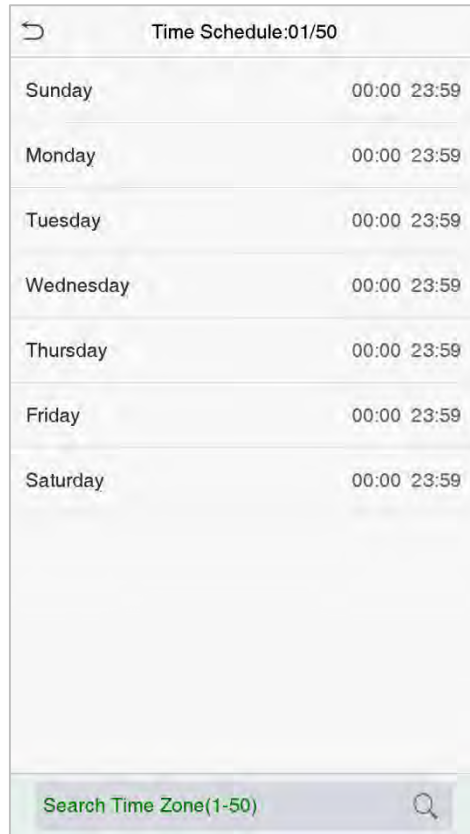 Time Schedule:01/50
Sunday 00:00 23:59
Monday 00:00 23:59
Tuesday 00:00 23:59
Wednesday 00:00 23:59
Thursday 00:00 23:59
Friday 00:00 23:59
Saturday 00:00 23:59
Search Time Zone(1-50)